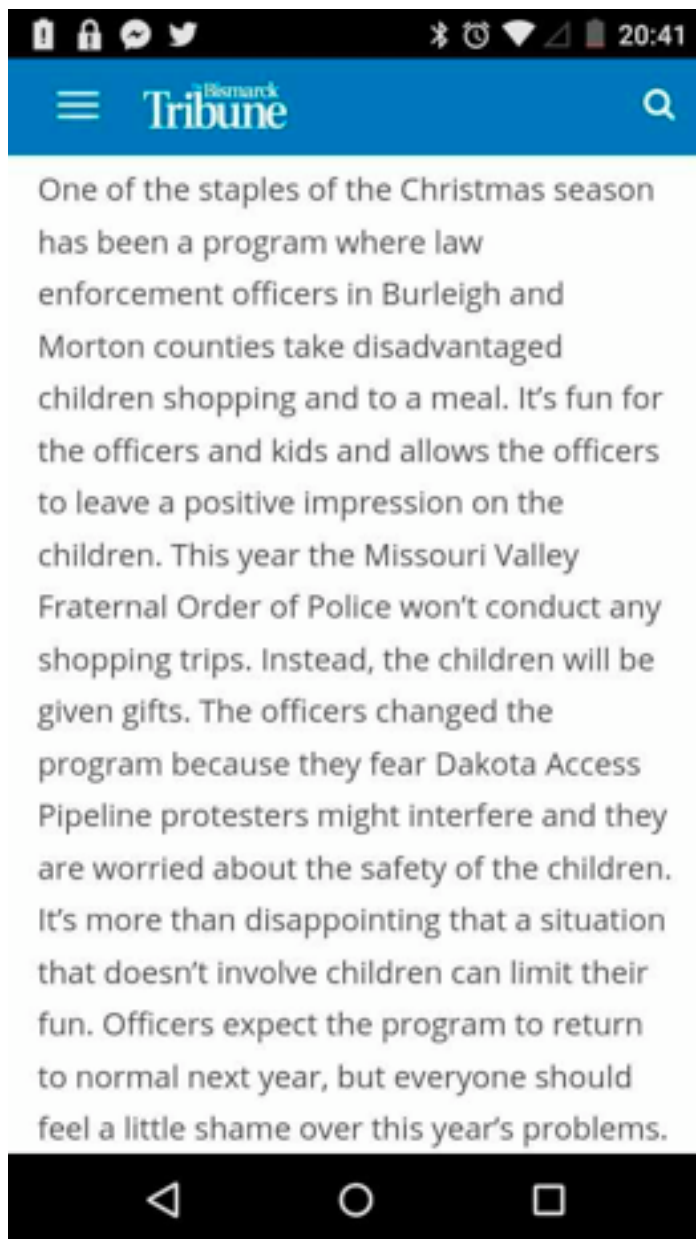 20:41
The Bismarck
Tribune
One of the staples of the Christmas season
has been a program where law
enforcement officers in Burleigh and
Morton counties take disadvantaged
children shopping and to a meal. It’s fun for
the officers and kids and allows the officers
to leave a positive impression on the
children. This year the Missouri Valley
Fraternal Order of Police won’t conduct any
shopping trips. Instead, the children will be
given gifts. The officers changed the
program because they fear Dakota Access
Pipeline protesters might interfere and they
are worried about the safety of the children.
It’s more than disappointing that a situation
that doesn’t involve children can limit their
fun. Officers expect the program to return
to normal next year, but everyone should
feel a little shame over this year’s problems.